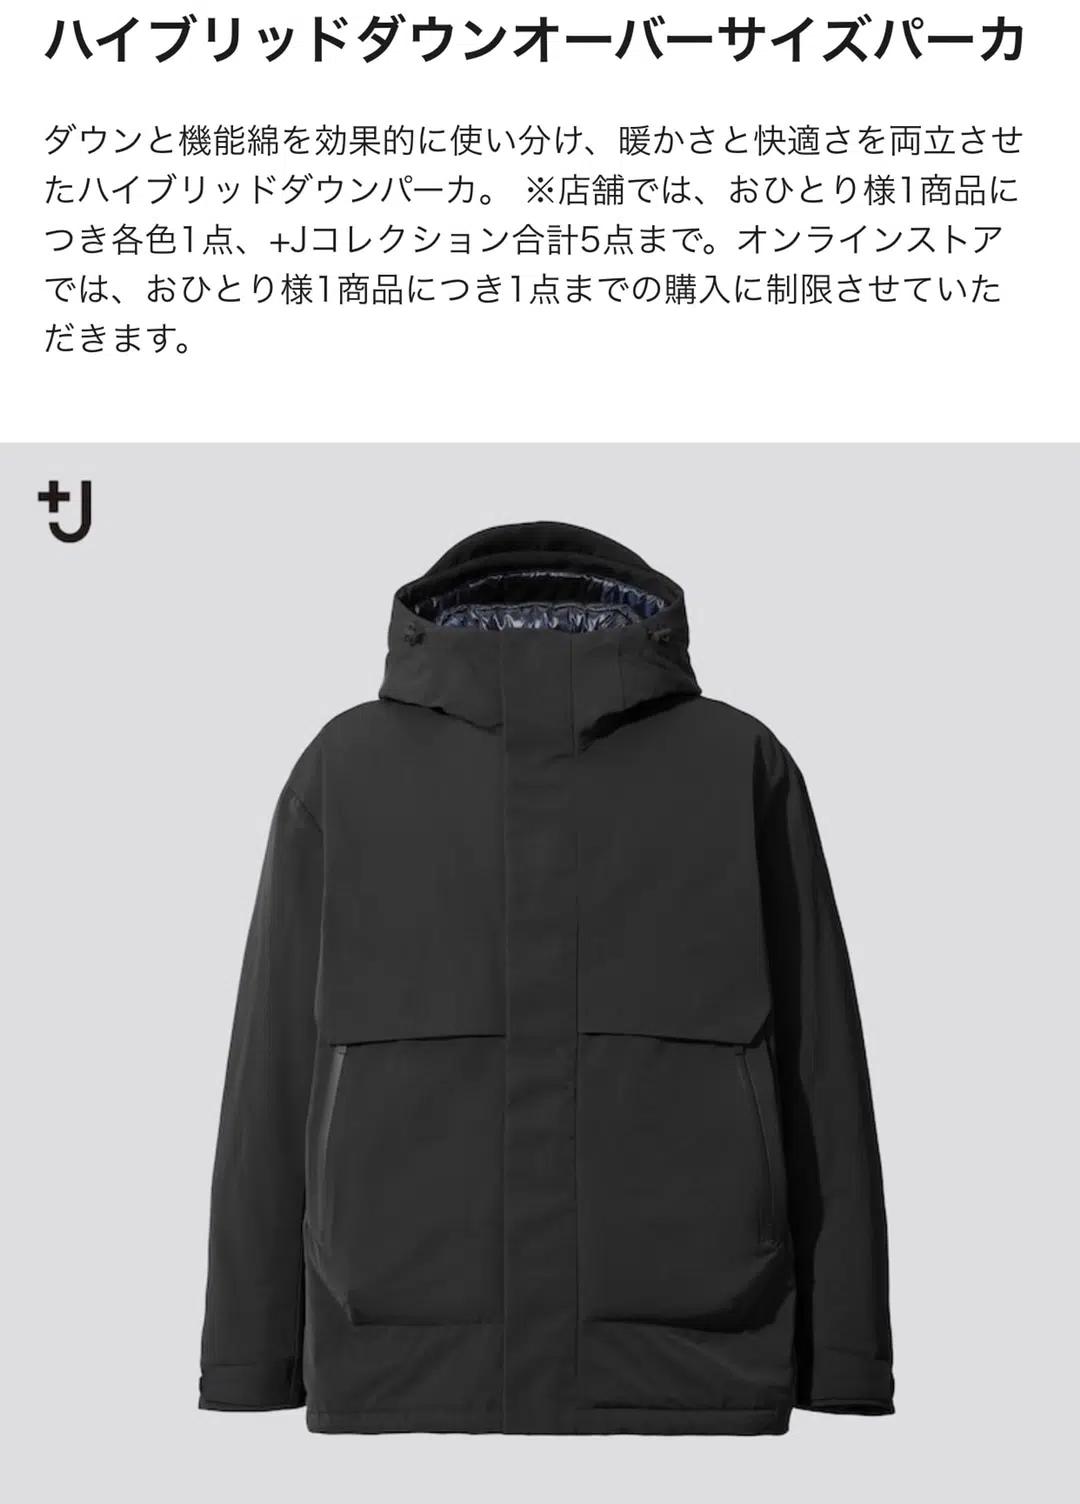 ハイブリッドダウンオーバーサイズパーカ
ダウンと機能綿を効果的に使い分け、暖かさと快適さを両立させ
たハイブリッドダウンパーカ。 ※店舗では、おひとり様1商品に
つき各色1点、+Jコレクション合計5点まで。オンラインストア
では、おひとり様1商品につき1点までの購入に制限させていた
だきます。
+J